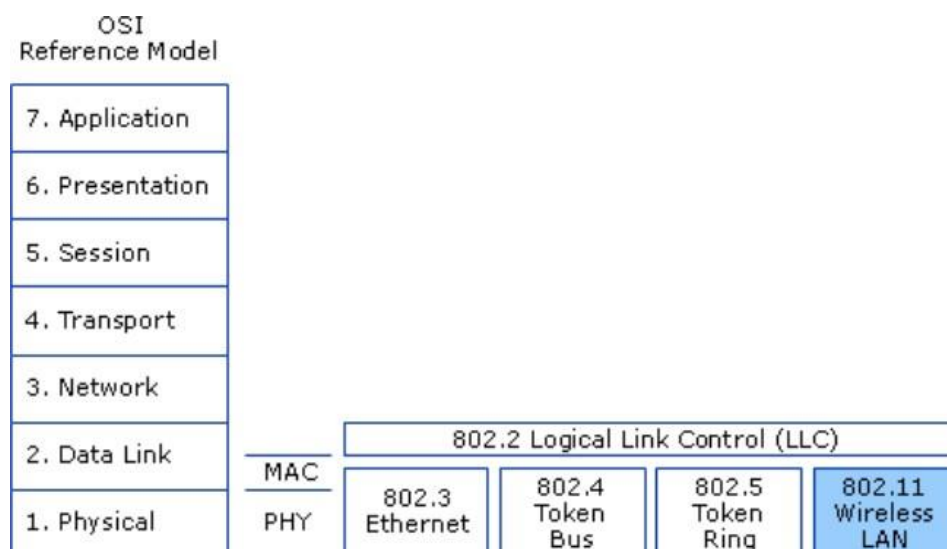 OSI
Reference Model
7. Application
6. Presentation
5. Session
4. Transport
3. Network
2. Data Link
1. Physical
MAC
PHY
802.2 Logical Link Control (LLC)
802.3
Ethernet
802.4
Token
Bus
802.5
Token
Ring
802.11
Wireless
LAN